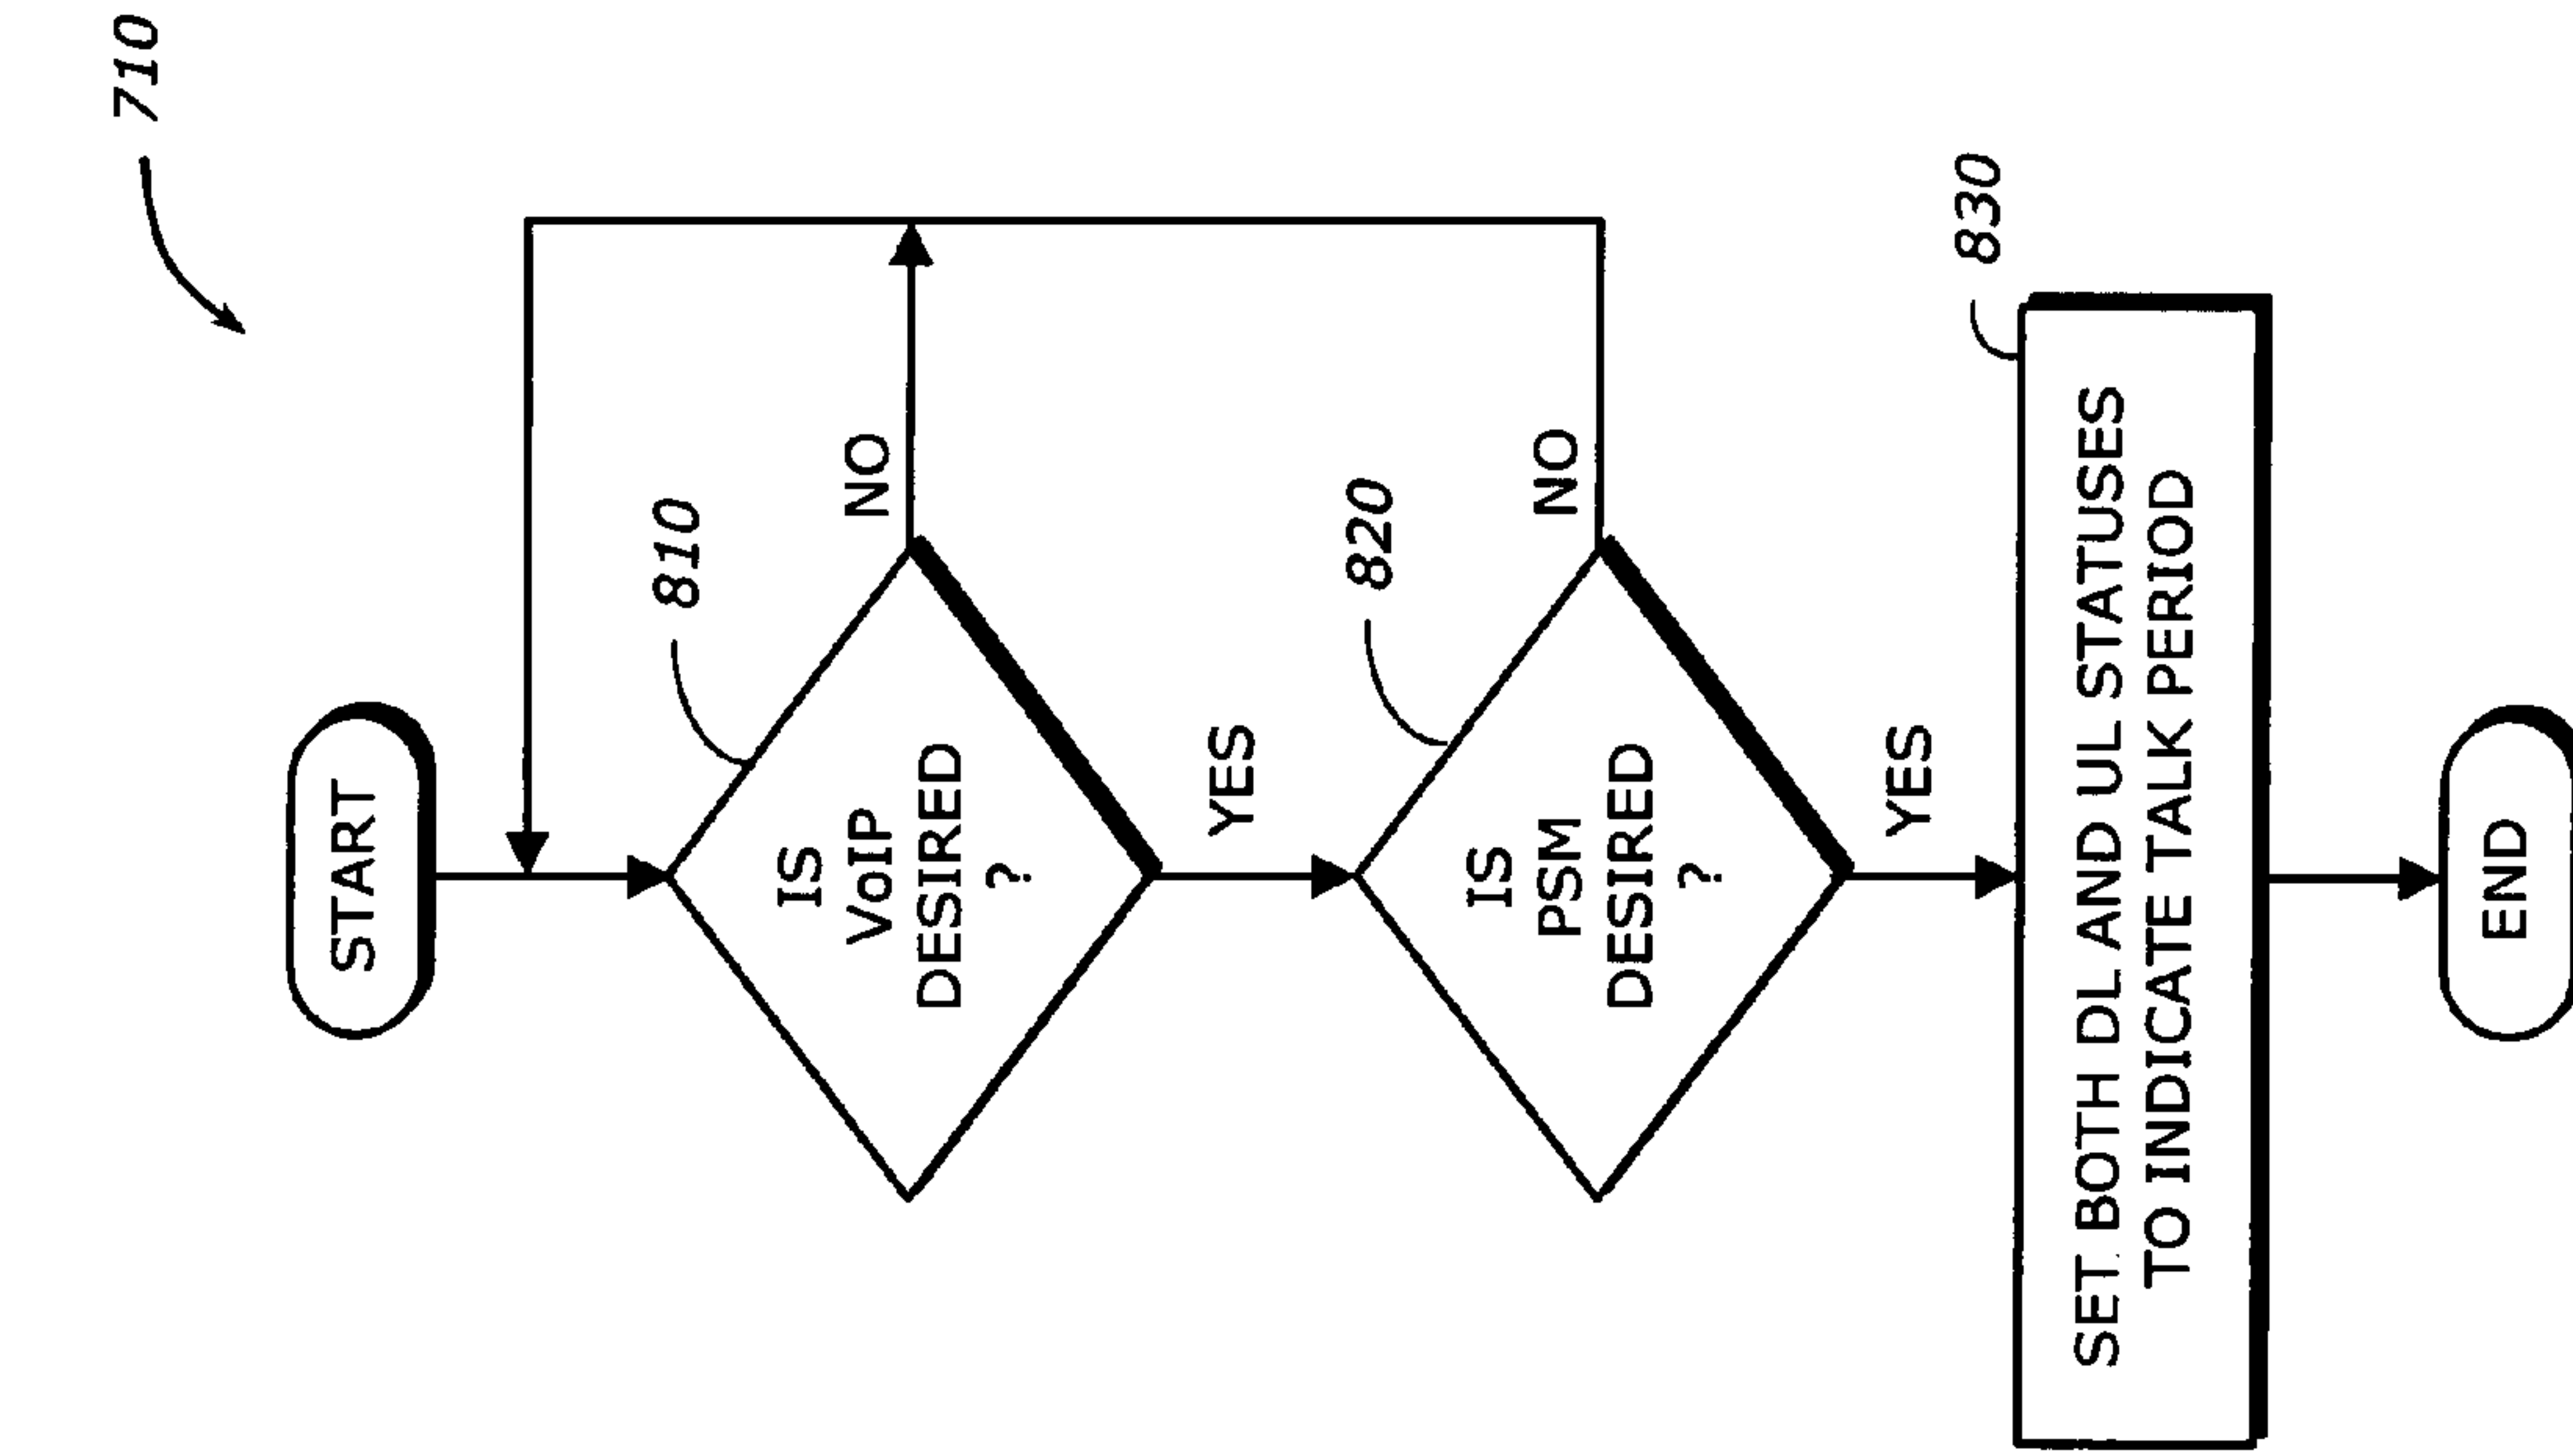 710
START
810
IS
VoIP
DESIRED
?
NO
YES
820
IS
PSM
DESIRED
?
NO
YES
830
SET BOTH DL AND UL STATUSES
TO INDICATE TALK PERIOD
END